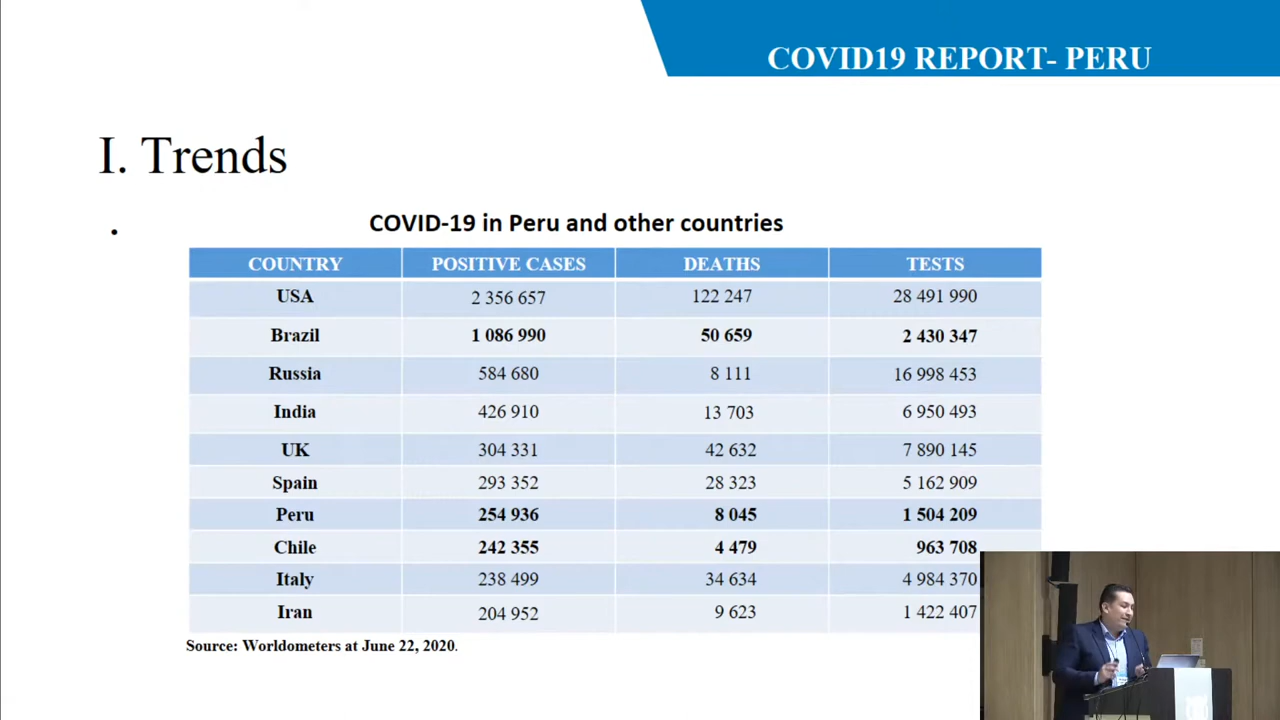 COVID19 REPORT- PERU
I. Trends
COVID-19 in Peru and other countries
COUNTRY POSITIVE CASES DEATHS TESTS
USA 2 356 657 122 247 28 491 990
Brazil 1 086 990 50 659 2 430 347
Russia 584 680 8 111 16 998 453
India 426 910 13 703 6 950 493
UK 304 331 42 632 7 890 145
Spain 293 352 28 323 5 162 909
Peru 254 936 8 045 1 504 209
Chile 242 355 4 479 963 708
Italy 238 499 34 634 4 984 370
Iran 204 952 9 623 1 422 407
Source: Worldometers at June 22, 2020.